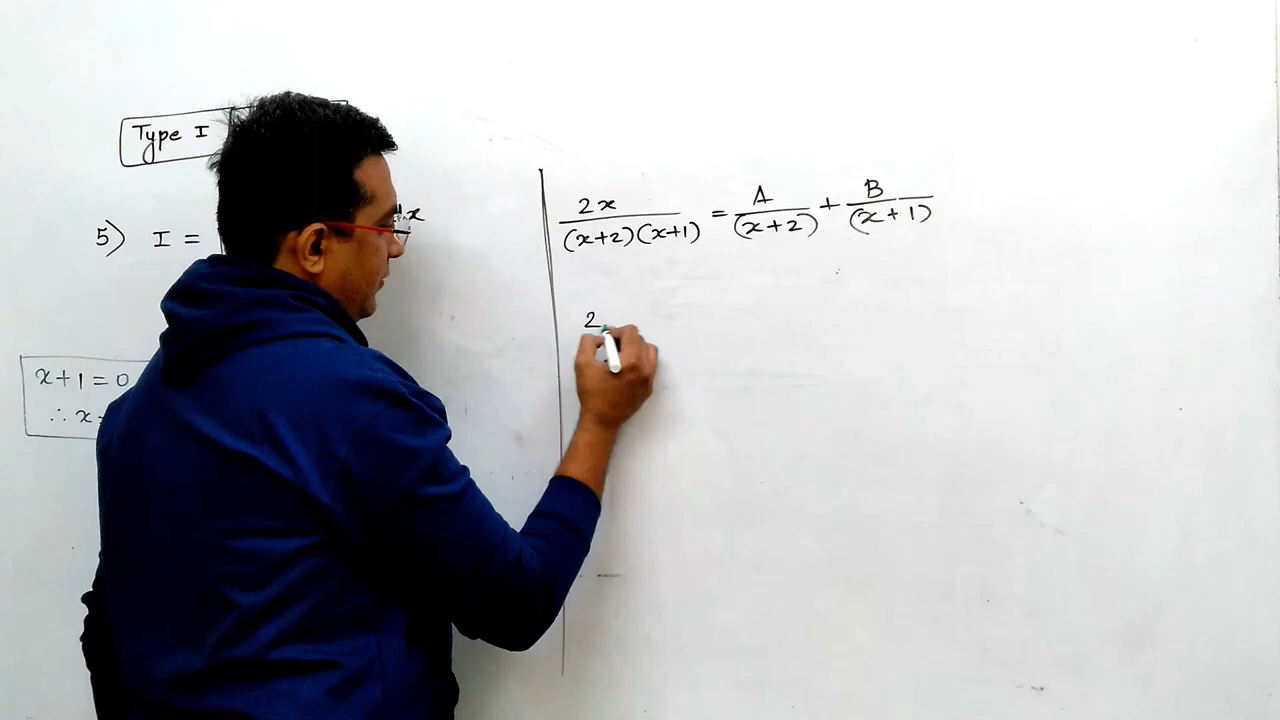 Type I
5) I = x
x+1=0
∴ x
2x/(x+2)(x+1) = A/(x+2) + B/(x+1)
2